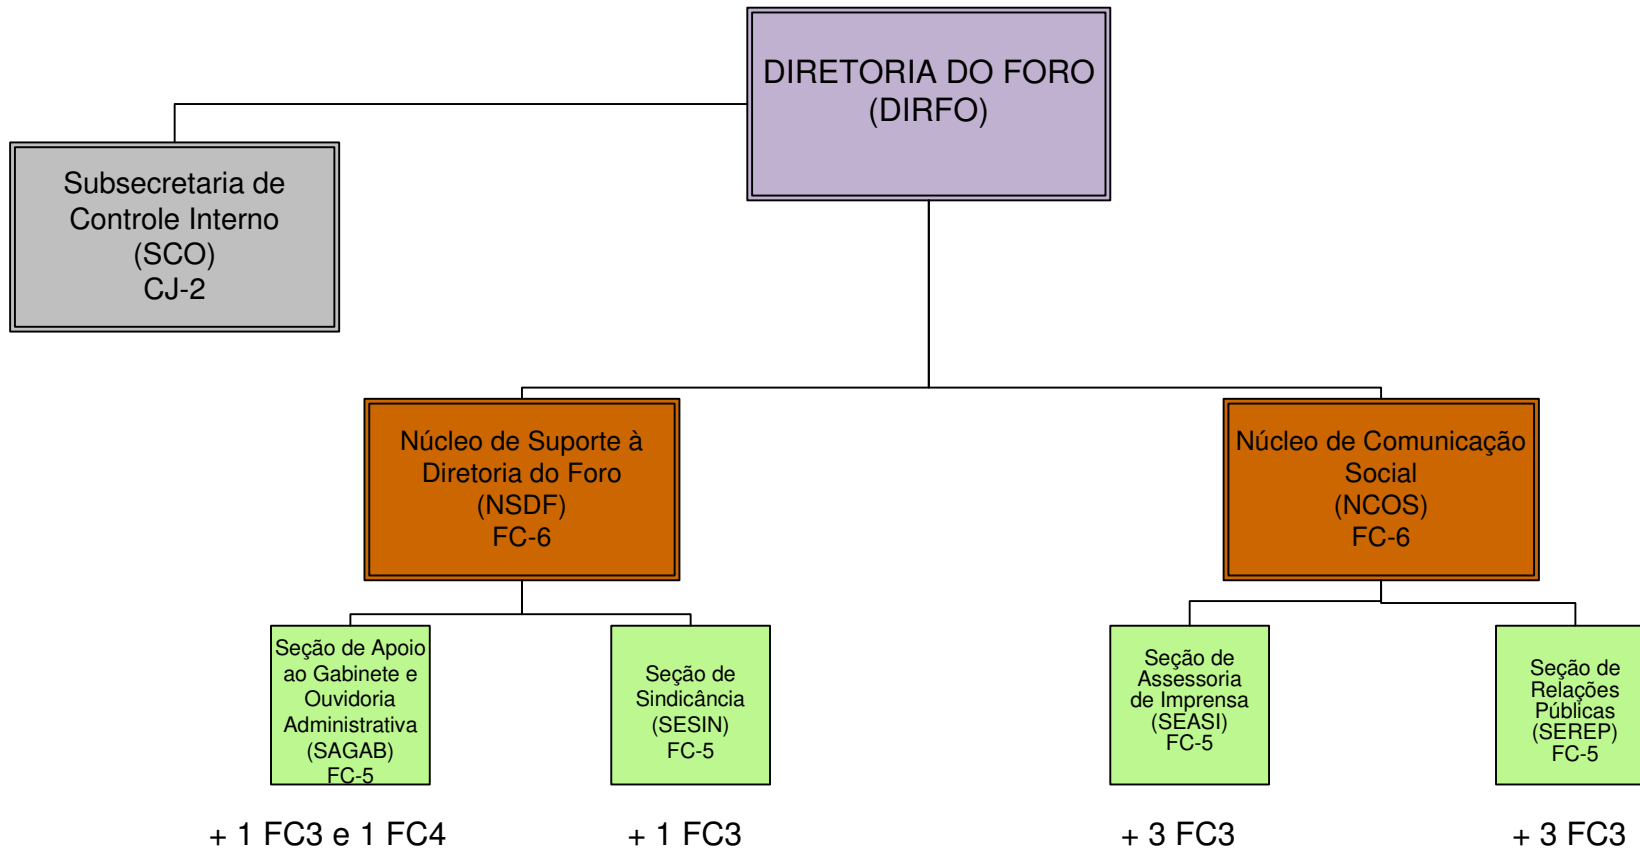 DIRETORIA DO FORO
(DIRFO)
Subsecretaria de
Controle Interno
(SCO)
CJ-2
Núcleo de Suporte à
Diretoria do Foro
(NSDF)
FC-6
Núcleo de Comunicação
Social
(NCOS)
FC-6
Seção de Apoio
ao Gabinete e
Ouvidoria
Administrativa
(SAGAB)
FC-5
Seção de
Sindicância
(SESIN)
FC-5
Seção de
Assessoria
de Imprensa
(SEASI)
FC-5
Seção de
Relações
Públicas
(SEREP)
FC-5
+ 1 FC3 e 1 FC4
+ 1 FC3
+ 3 FC3
+ 3 FC3